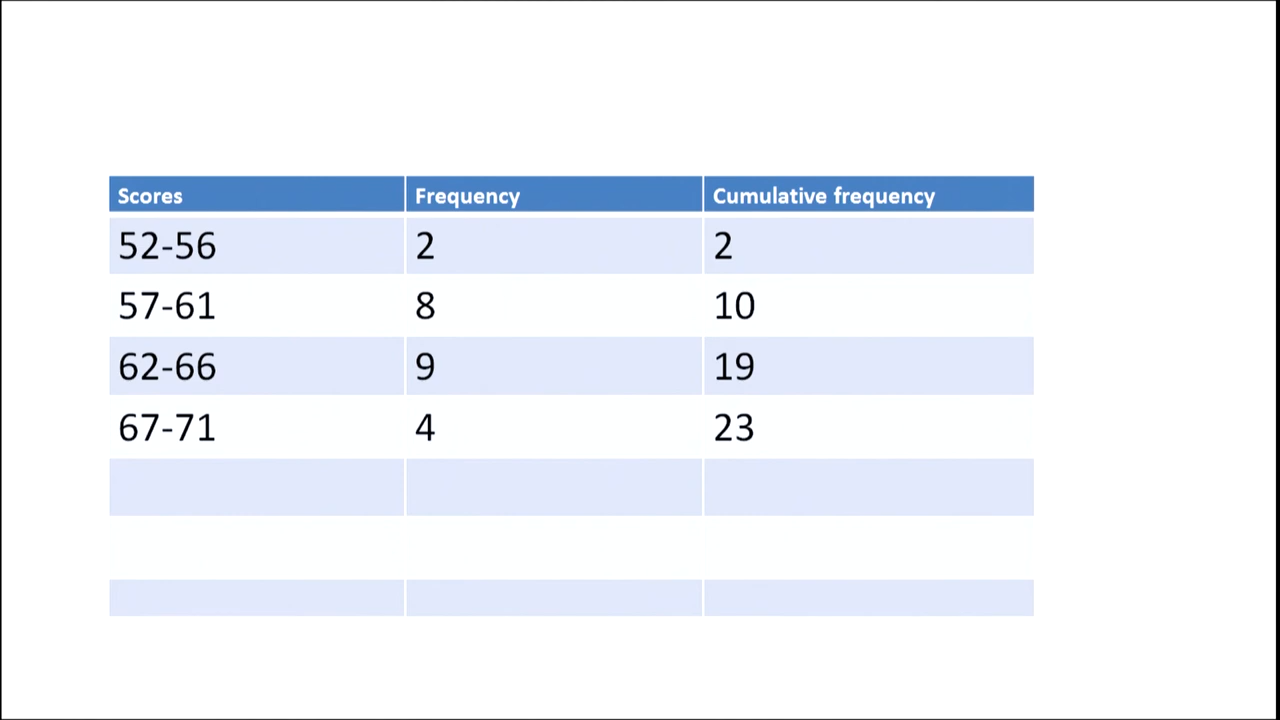 Scores Frequency Cumulative frequency
52-56 2 2
57-61 8 10
62-66 9 19
67-71 4 23